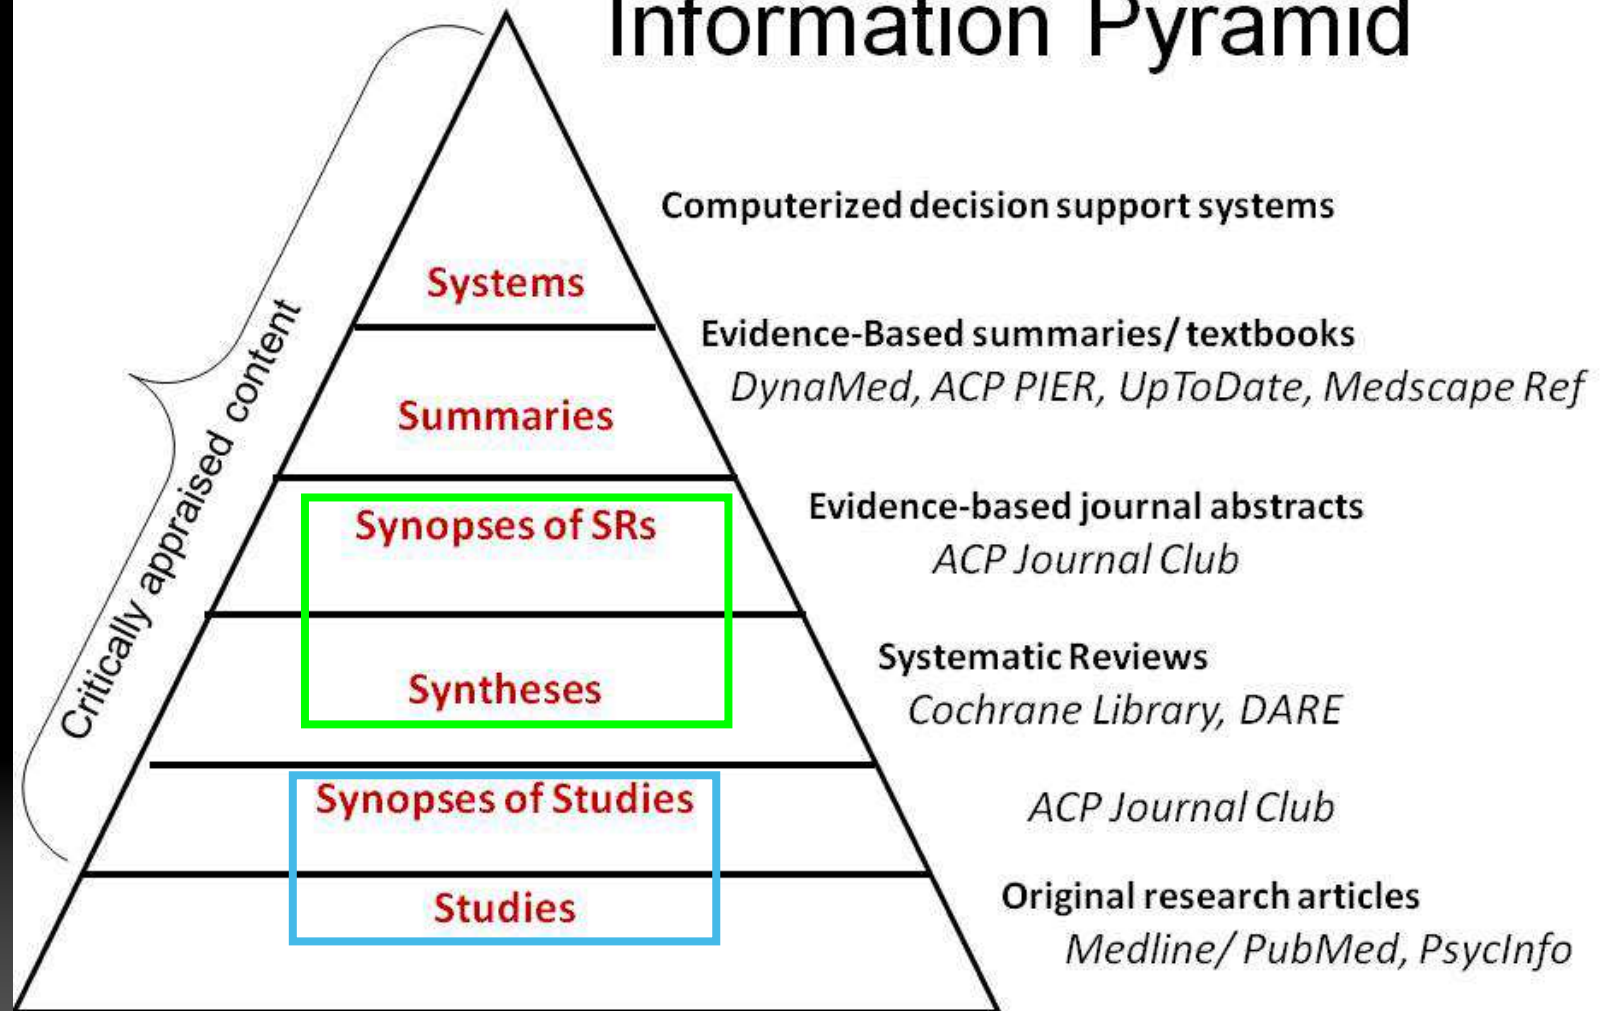 Information Pyramid
Computerized decision support systems
Systems
Evidence-Based summaries/ textbooks
DynaMed, ACP PIER, UpToDate, Medscape Ref
Summaries
Critically appraised content
Evidence-based journal abstracts
Synopses of SRs
ACP Journal Club
Systematic Reviews
Syntheses
Cochrane Library, DARE
Synopses of Studies
ACP Journal Club
Original research articles
Studies
Medline/ PubMed, PsycInfo